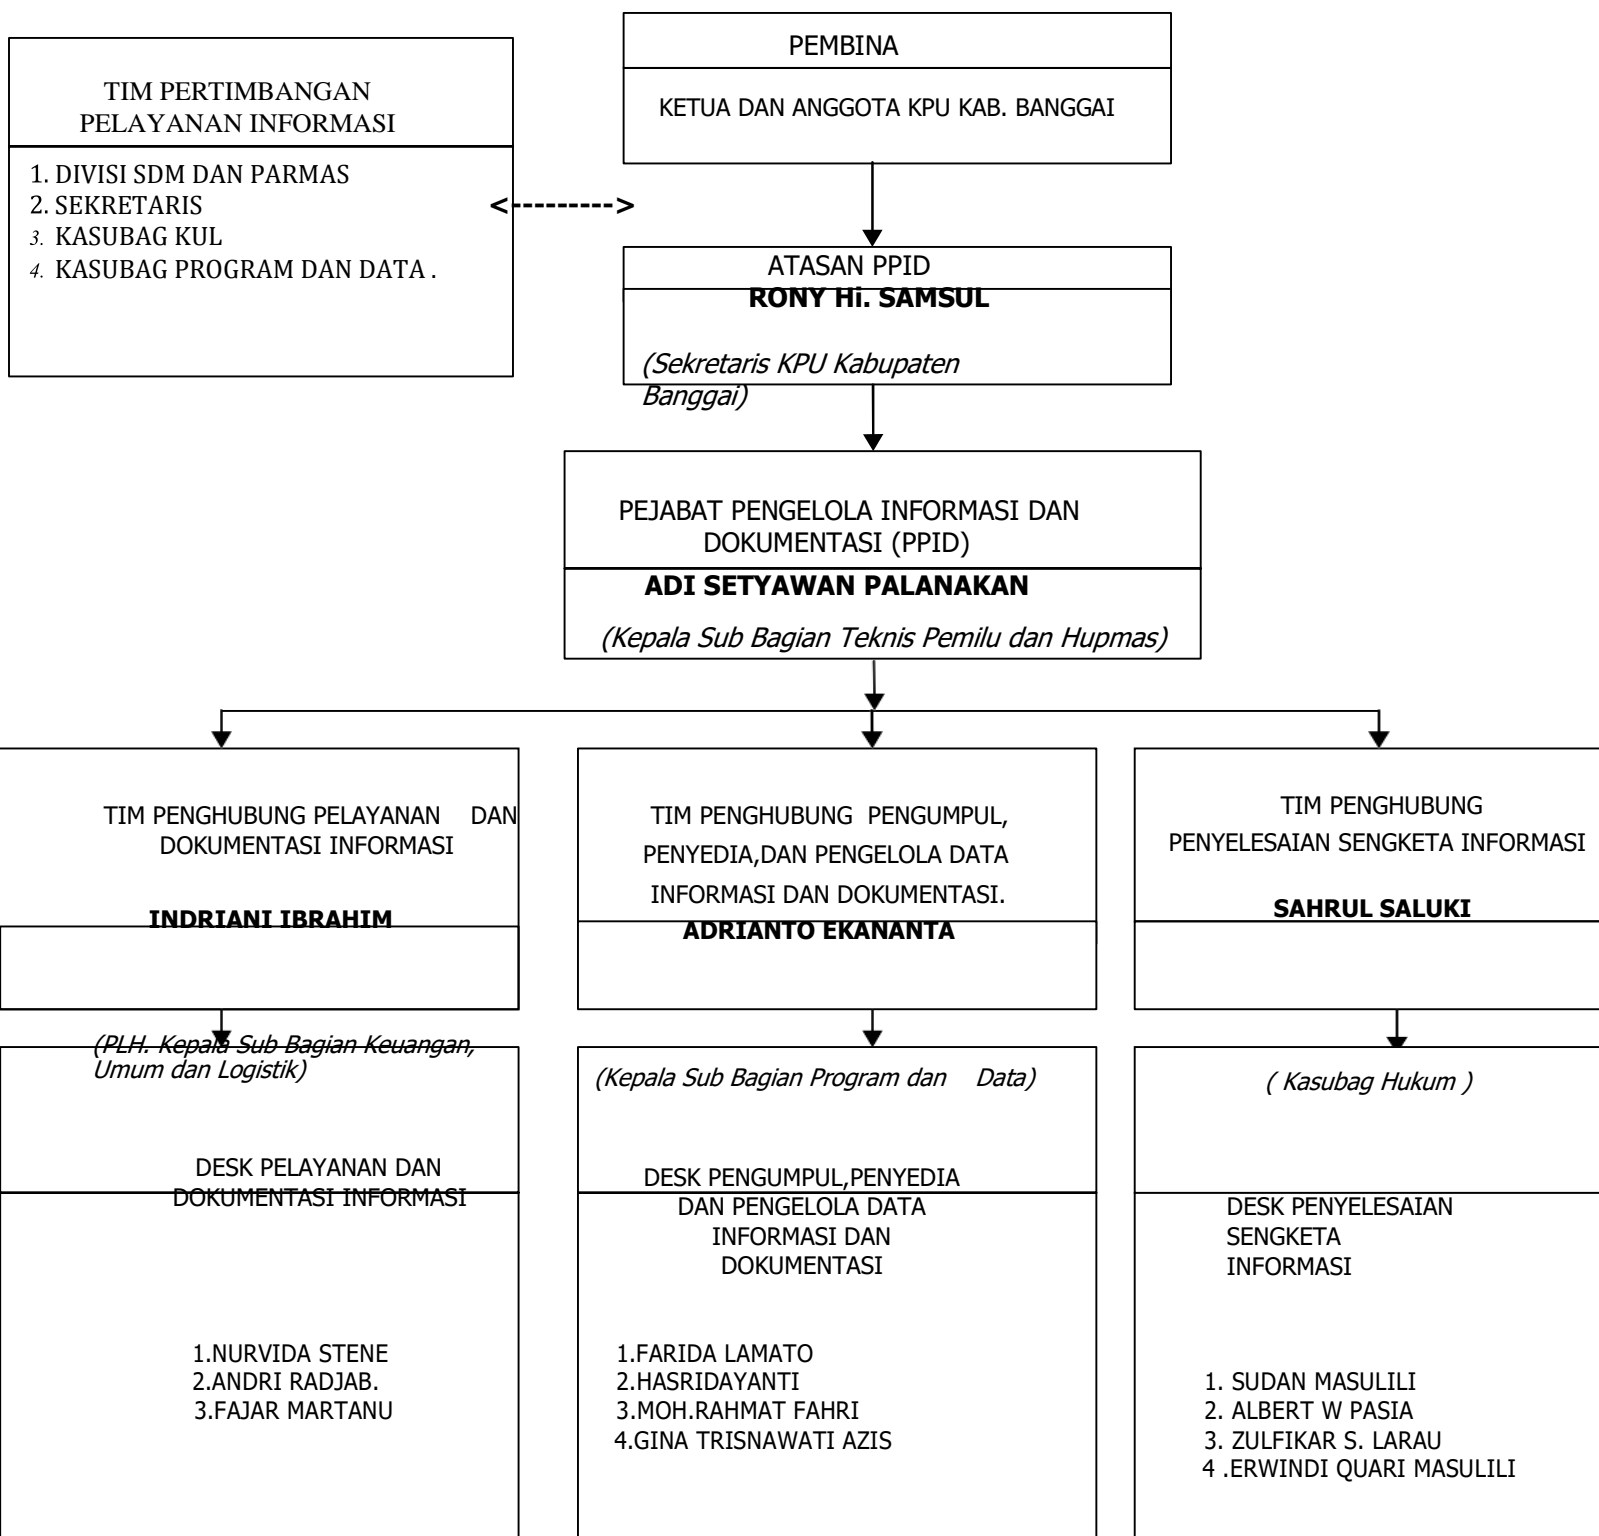 PEMBINA
KETUA DAN ANGGOTA KPU KAB. BANGGAI
TIM PERTIMBANGAN
PELAYANAN INFORMASI
1. DIVISI SDM DAN PARMAS
2. SEKRETARIS
3. KASUBAG KUL
4. KASUBAG PROGRAM DAN DATA .
<--------->
ATASAN PPID
RONY Hi. SAMSUL
(Sekretaris KPU Kabupaten
Banggai)
PEJABAT PENGELOLA INFORMASI DAN
DOKUMENTASI (PPID)
ADI SETYAWAN PALANAKAN
(Kepala Sub Bagian Teknis Pemilu dan Hupmas)
TIM PENGHUBUNG PELAYANAN DAN
DOKUMENTASI INFORMASI
INDRIANI IBRAHIM
(PLH. Kepala Sub Bagian Keuangan,
Umum dan Logistik)
DESK PELAYANAN DAN
DOKUMENTASI INFORMASI
1.NURVIDA STENE
2.ANDRI RADJAB.
3.FAJAR MARTANU
TIM PENGHUBUNG PENGUMPUL,
PENYEDIA,DAN PENGELOLA DATA
INFORMASI DAN DOKUMENTASI.
ADRIANTO EKANANTA
(Kepala Sub Bagian Program dan Data)
DESK PENGUMPUL,PENYEDIA
DAN PENGELOLA DATA
INFORMASI DAN
DOKUMENTASI
1.FARIDA LAMATO
2.HASRIDAYANTI
3.MOH.RAHMAT FAHRI
4.GINA TRISNAWATI AZIS
TIM PENGHUBUNG
PENYELESAIAN SENGKETA INFORMASI
SAHRUL SALUKI
( Kasubag Hukum )
DESK PENYELESAIAN
SENGKETA
INFORMASI
1. SUDAN MASULILI
2. ALBERT W PASIA
3. ZULFIKAR S. LARAU
4 .ERWINDI QUARI MASULILI